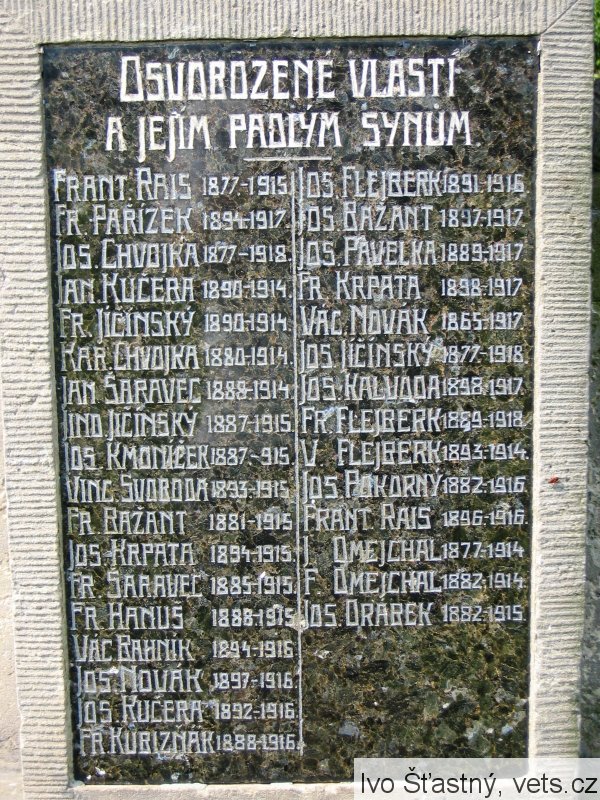 OSVOBOZENÉ VLASTI
A JEJÍM PADLÝM SYNŮM.
FRANT. RAIS 1877-1915
FR. PAŘÍZEK 1894-1917.
JOS. CHVOJKA 1877-1918.
JAN. KUČERA 1890-1914.
FR. JIČÍNSKÝ 1890-1914.
KAR. CHVOJKA 1880-1914.
JAN. ŠARAVEC 1888-1914.
IND. JIČÍNSKÝ 1887-1915.
JOS. KMONÍČEK 1887-915.
VINC. SVOBODA 1893-1915.
FR. BAŽANT 1881-1915
JOS. KRPATA 1894-1915.
FR. ŠARAVEC 1885-1915.
FR. HANUŠ 1888-1915.
VÁC. BAHNÍK 1894-1916
JOS. NOVÁK 1897-1916.
JOS. KUČERA 1892-1916.
FR. KUBIZŇÁK 1888-1916.
JOS. FLEJBERK 1891-1916.
JOS. BAŽANT 1897-1917.
JOS. PAVELKA 1889-1917
FR. KRPATA 1898-1917
VÁC. NOVÁK 1865-1917.
JOS. JIČÍNSKÝ 1877-1918
JOS. KALVODA 1898-1917.
FR. FLEJBERK 1869-1918.
V. FLEJBERK 1893-1914.
JOS. POKORNÝ 1882-1916
FRANT. RAIS 1896-1916.
I. OMEJCHAL 1877-1914
F. OMEJCHAL 1882-1914.
JOS. DRÁBEK 1882-1915.
Ivo Šťastný, vets.cz